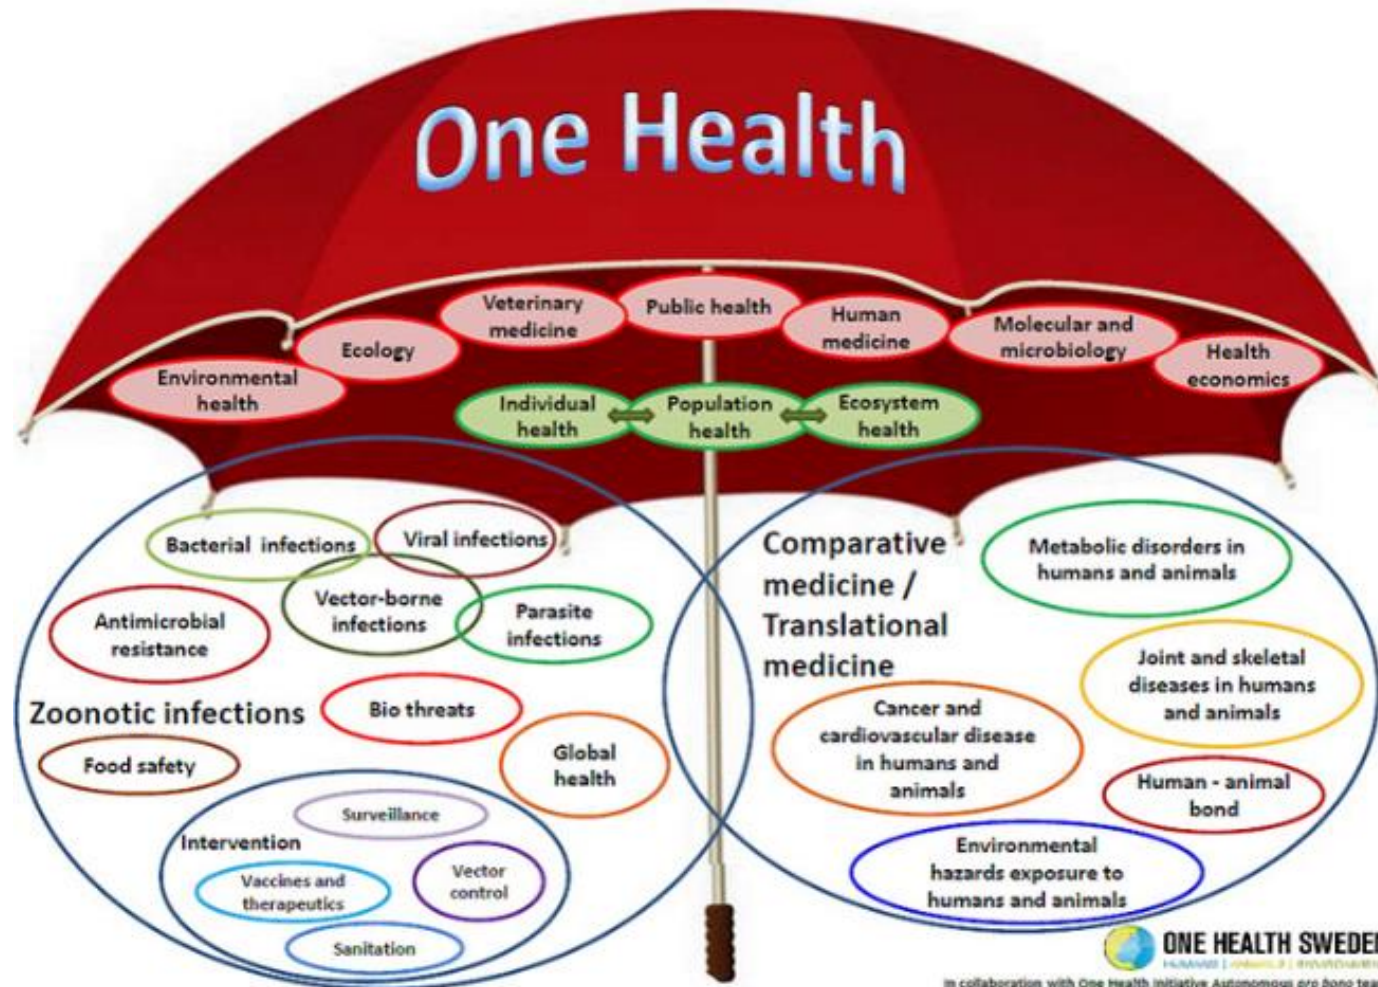 One Health
Veterinary
medicine
Public health
Human
medicine
Molecular and
microbiology
Ecology
Health
economics
Environmental
health
Individual
health
Population
health
Ecosystem
health
Bacterial infections
Viral infections
Vector-borne
infections
Parasite
infections
Antimicrobial
resistance
Zoonotic infections
Bio threats
Food safety
Global
health
Intervention
Surveillance
Vaccines and
therapeutics
Vector
control
Sanitation
Comparative
medicine /
Translational
medicine
Metabolic disorders in
humans and animals
Joint and skeletal
diseases in humans
and animals
Cancer and
cardiovascular disease
in humans and
animals
Human - animal
bond
Environmental
hazards exposure to
humans and animals
ONE HEALTH SWEDEN
In collaboration with One Health Initiative Autonomous pro bono team